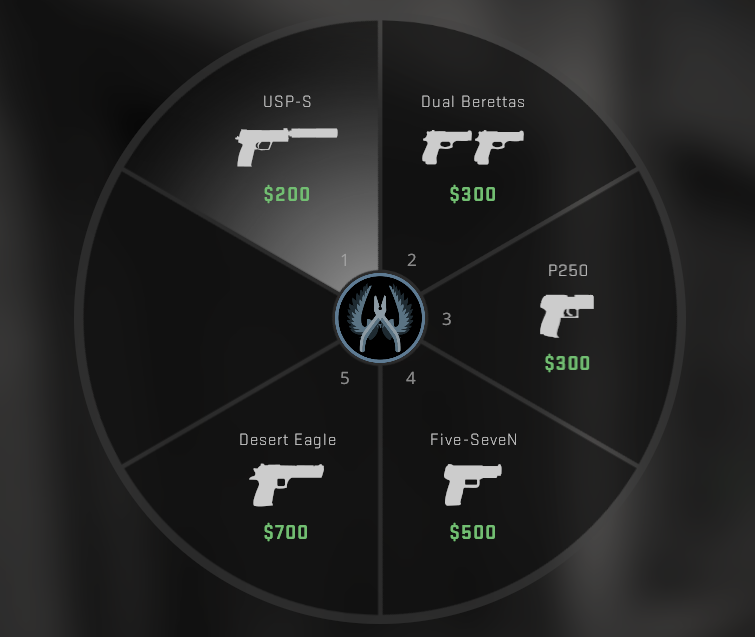 USP-S
$200
Dual Berettas
$300
1
2
P250
$300
3
5
4
Desert Eagle
$700
Five-SeveN
$500